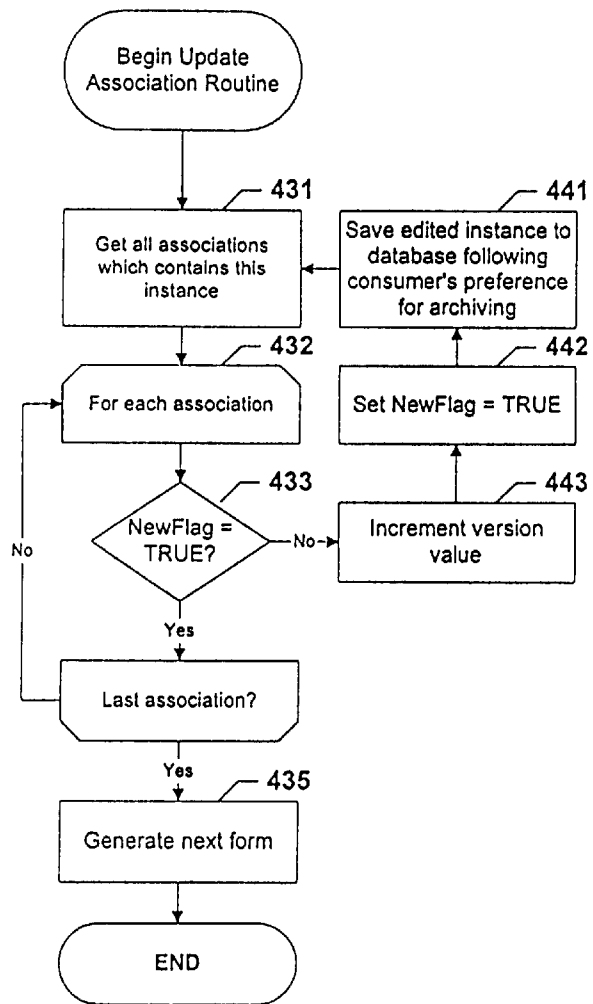 Begin Update
Association Routine
431
Get all associations
which contains this
instance
441
Save edited instance to
database following
consumer's preference
for archiving
432
For each association
442
Set NewFlag = TRUE
433
NewFlag =
TRUE?
No
443
Increment version
value
No
Yes
Last association?
Yes
435
Generate next form
END